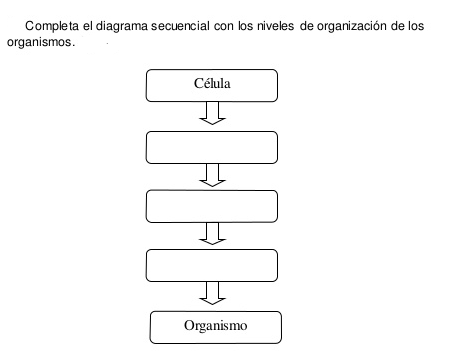 Completa el diagrama secuencial con los niveles de organización de los
organismos.
Célula
Organismo